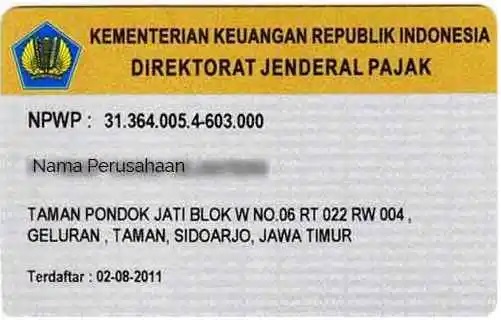 KEMENTERIAN KEUANGAN REPUBLIK INDONESIA
DIREKTORAT JENDERAL PAJAK
NPWP : 31.364.005.4-603.000
Nama Perusahaan
TAMAN PONDOK JATI BLOK W NO.06 RT 022 RW 004 ,
GELURAN , TAMAN, SIDOARJO, JAWA TIMUR
Terdaftar : 02-08-2011